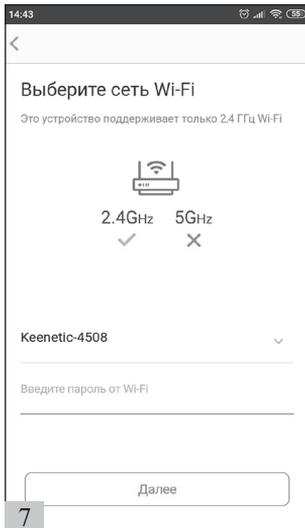 14:43
55
Выберите сеть Wi-Fi
Это устройство поддерживает только 2.4 ГГц Wi-Fi
2.4GHz 5GHz
Keenetic-4508
Введите пароль от Wi-Fi
Далее
7